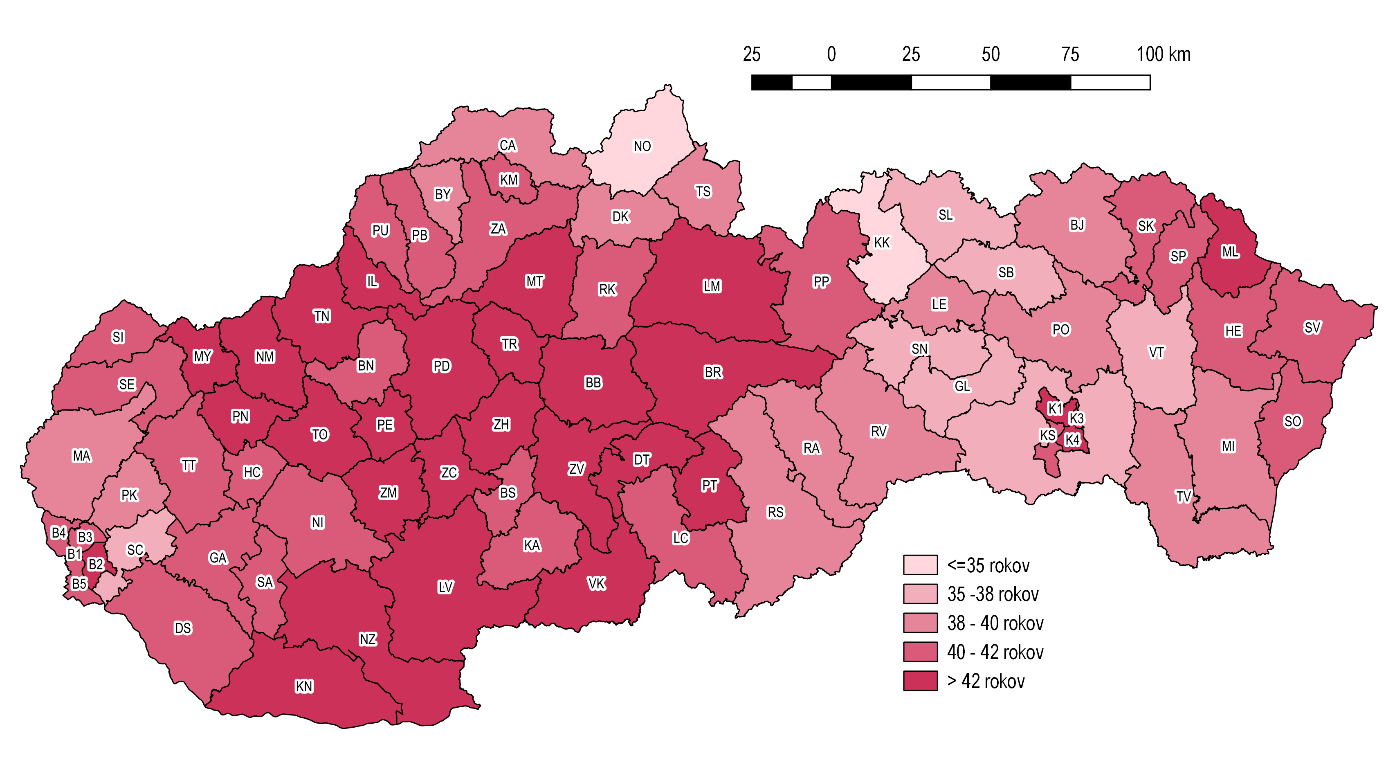 25 0 25 50 75 100 km
CA
NO
KM
BY
TS
DK
PU
PB
ZA
SL
KK
SB
BJ
SK
SP
ML
IL
MT
RK
LM
PP
LE
PO
HE
SV
TN
SI
MY
NM
BN
PD
TR
BB
BR
SN
GL
VT
SE
PN
TO
PE
ZH
K1
K3
KS
K4
SO
MA
TT
HC
ZM
ZC
ZV
DT
PT
RA
RV
MI
PK
BS
NI
RS
TV
B4
B3
B1
B2
B5
SC
GA
SA
KA
LC
LV
VK
DS
NZ
KN
<=35 rokov
35 -38 rokov
38 - 40 rokov
40 - 42 rokov
> 42 rokov